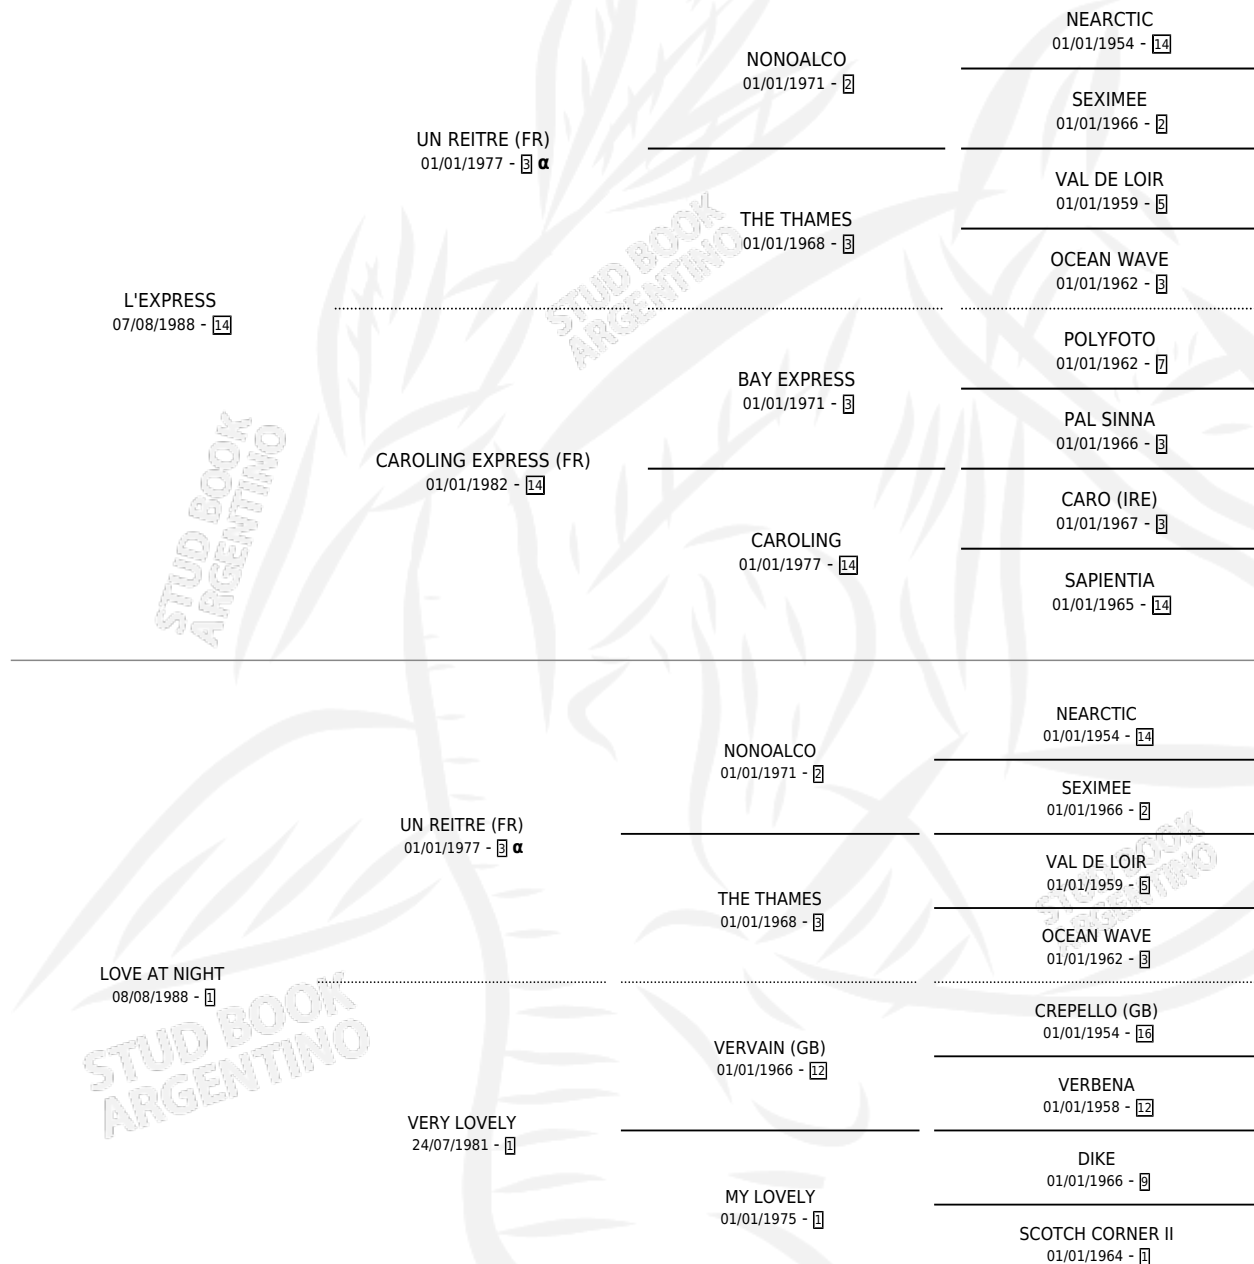 NEARCTIC
01/01/1954 - 14
NONOALCO
01/01/1971 - 2
SEXIMEE
01/01/1966 - 2
UN REITRE (FR)
01/01/1977 - 3 α
VAL DE LOIR
01/01/1959 - 5
THE THAMES
01/01/1968 - 3
OCEAN WAVE
01/01/1962 - 3
L'EXPRESS
07/08/1988 - 14
POLYFOTO
01/01/1962 - 7
BAY EXPRESS
01/01/1971 - 3
PAL SINNA
01/01/1966 - 3
CAROLING EXPRESS (FR)
01/01/1982 - 14
CARO (IRE)
01/01/1967 - 3
CAROLING
01/01/1977 - 14
SAPIENTIA
01/01/1965 - 14
STUD BOOK
ARGENTINO
STUD BOOK
ARGENTINO
NEARCTIC
01/01/1954 - 14
NONOALCO
01/01/1971 - 2
SEXIMEE
01/01/1966 - 2
UN REITRE (FR)
01/01/1977 - 3 α
VAL DE LOIR
01/01/1959 - 5
THE THAMES
01/01/1968 - 3
OCEAN WAVE
01/01/1962 - 3
LOVE AT NIGHT
08/08/1988 - 1
CREPELLO (GB)
01/01/1954 - 16
VERVAIN (GB)
01/01/1966 - 12
VERBENA
01/01/1958 - 12
VERY LOVELY
24/07/1981 - 1
DIKE
01/01/1966 - 9
MY LOVELY
01/01/1975 - 1
SCOTCH CORNER II
01/01/1964 - 1
STUD BOOK
ARGENTINO
STUD BOOK
ARGENTINO